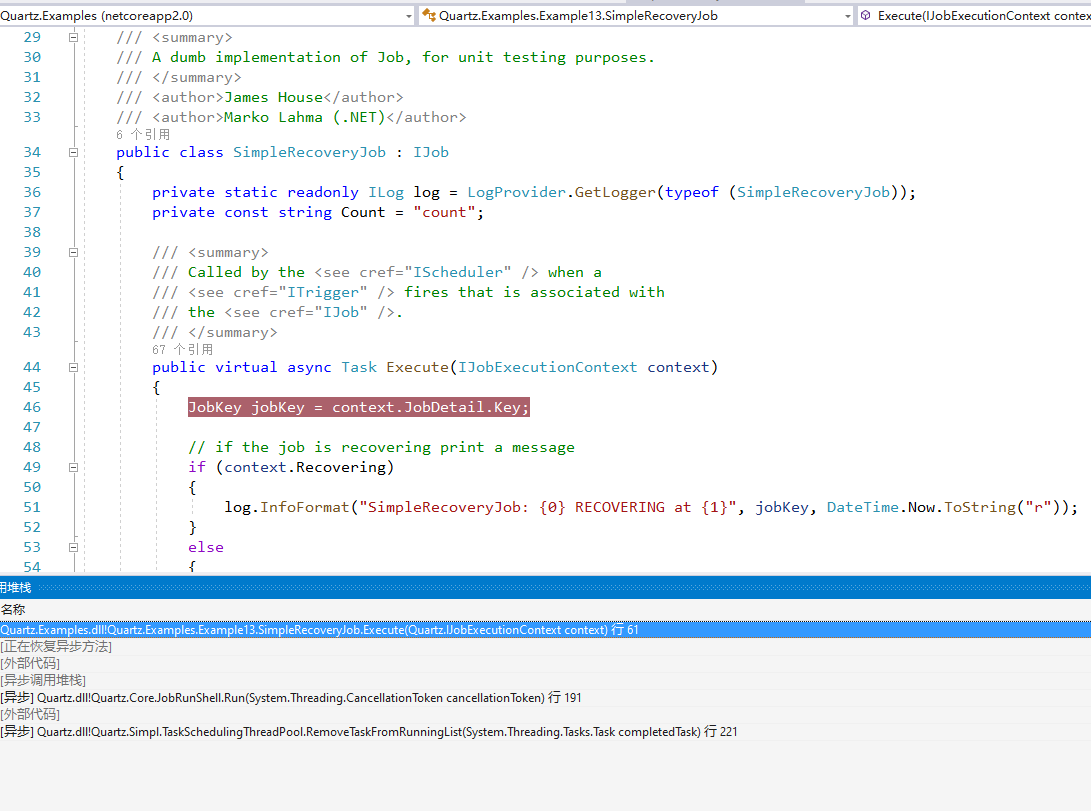 Quartz.Examples (netcoreapp2.0) Quartz.Examples.Example13.SimpleRecoveryJob Execute(IJobExecutionContext contex
29 /// <summary>
30 /// A dumb implementation of Job, for unit testing purposes.
31 /// </summary>
32 /// <author>James House</author>
33 /// <author>Marko Lahma (.NET)</author>
6 个引用
34 public class SimpleRecoveryJob : IJob
35 {
36 private static readonly ILog log = LogProvider.GetLogger(typeof (SimpleRecoveryJob));
37 private const string Count = "count";
38
39 /// <summary>
40 /// Called by the <see cref="IScheduler" /> when a
41 /// <see cref="ITrigger" /> fires that is associated with
42 /// the <see cref="IJob" />.
43 /// </summary>
67 个引用
44 public virtual async Task Execute(IJobExecutionContext context)
45 {
46 JobKey jobKey = context.JobDetail.Key;
47
48 // if the job is recovering print a message
49 if (context.Recovering)
50 {
51 log.InfoFormat("SimpleRecoveryJob: {0} RECOVERING at {1}", jobKey, DateTime.Now.ToString("r"));
52 }
53 else
54 {
用堆栈
名称
Quartz.Examples.dll!Quartz.Examples.Example13.SimpleRecoveryJob.Execute(Quartz.IJobExecutionContext context) 行 61
[正在恢复异步方法]
[外部代码]
[异步调用堆栈]
[异步] Quartz.dll!Quartz.Core.JobRunShell.Run(System.Threading.CancellationToken cancellationToken) 行 191
[外部代码]
[异步] Quartz.dll!Quartz.Simpl.TaskSchedulingThreadPool.RemoveTaskFromRunningList(System.Threading.Tasks.Task completedTask) 行 221